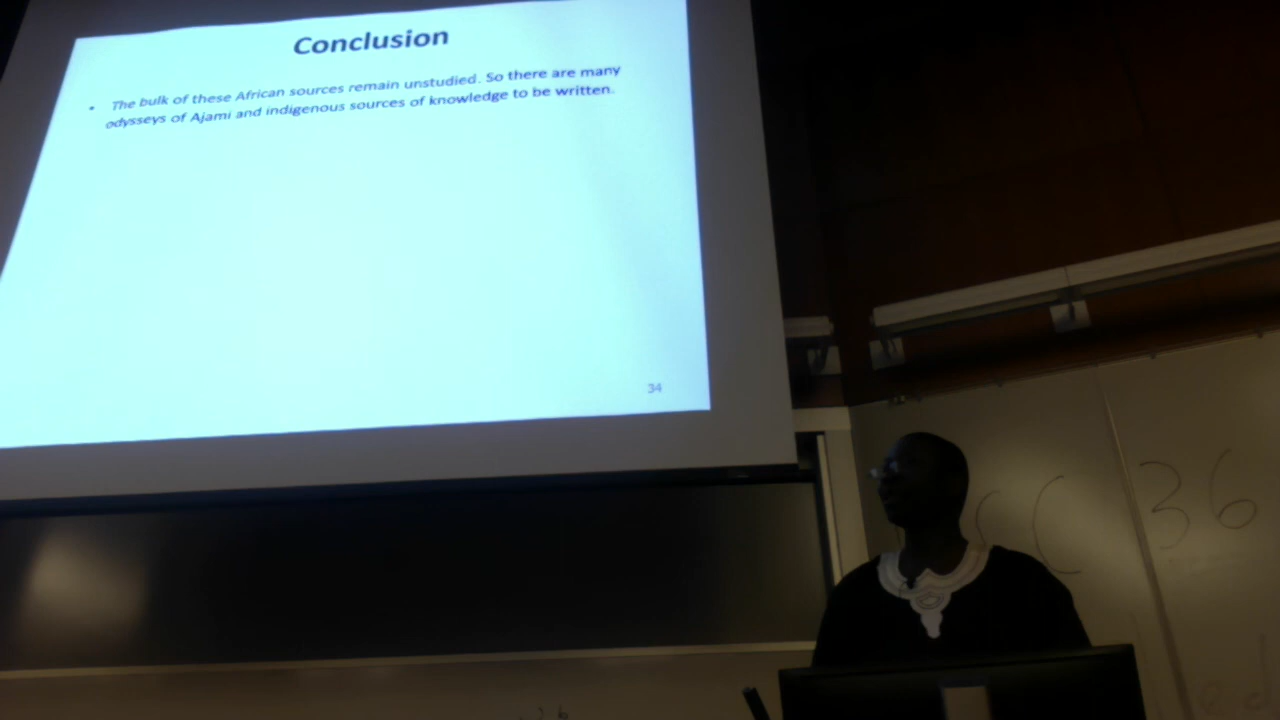 Conclusion
• The bulk of these African sources remain unstudied. So there are many
odysseys of Ajami and indigenous sources of knowledge to be written.
34
36
36